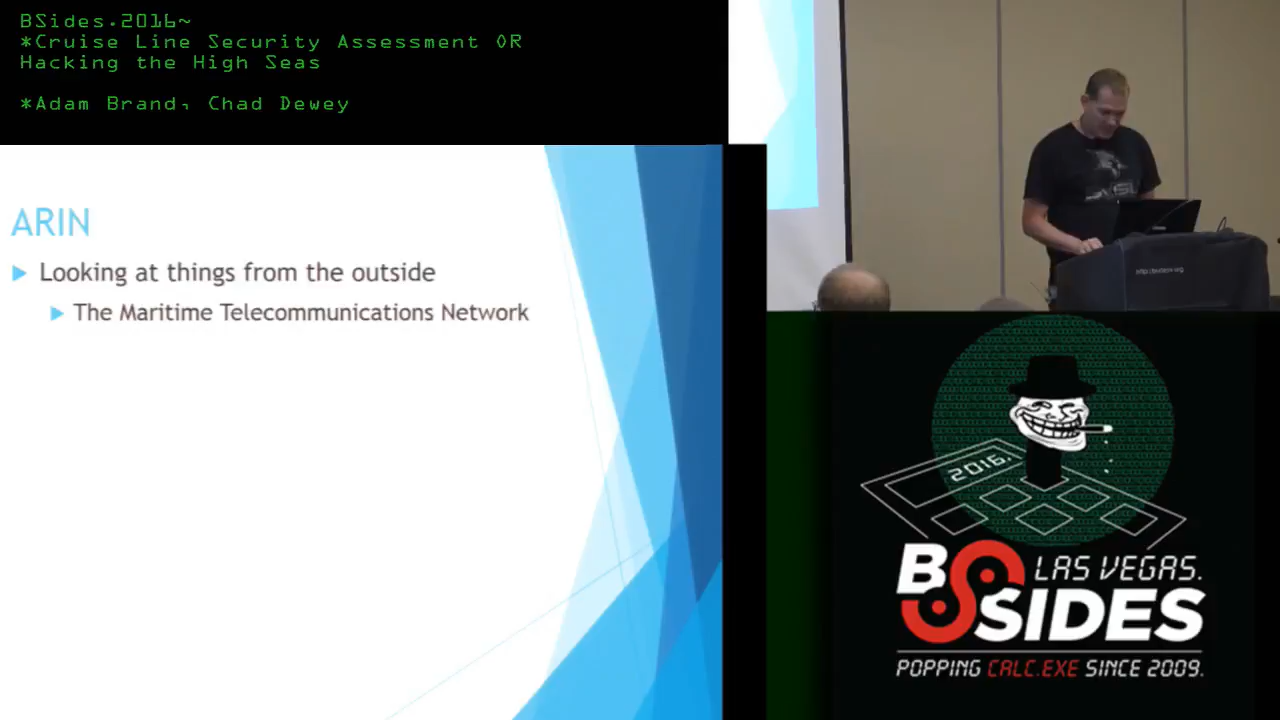 BSides.2016~
*Cruise Line Security Assessment OR
Hacking the High Seas
*Adam Brand, Chad Dewey
ARIN
Looking at things from the outside
The Maritime Telecommunications Network
2016.
BSIDES
LAS VEGAS.
POPPING CALC.EXE SINCE 2009.